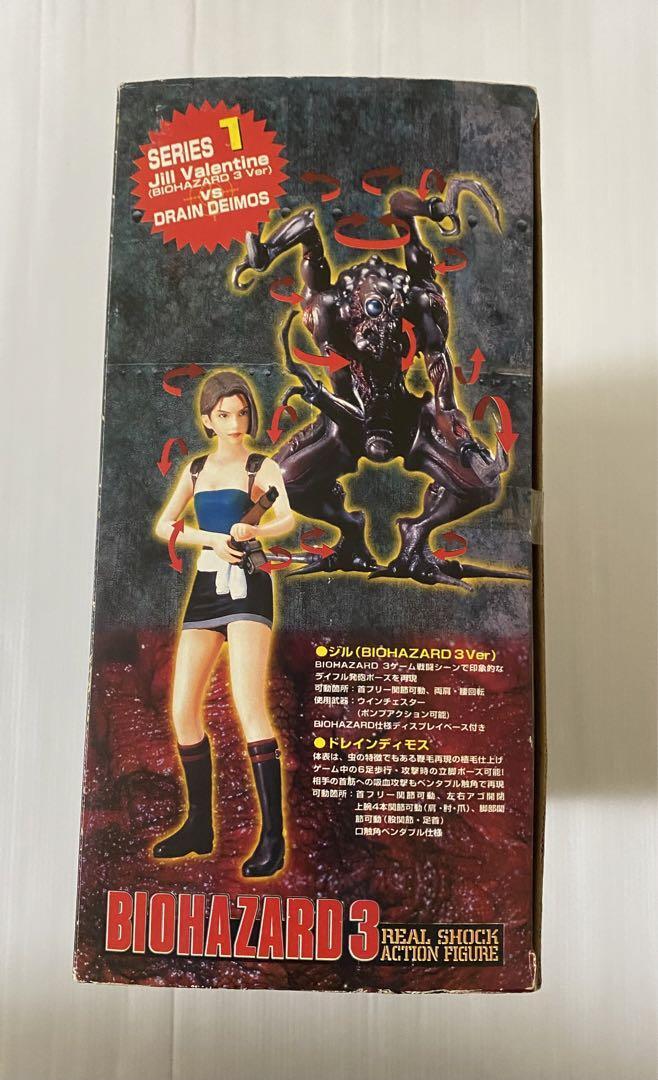 SERIES 1
Jill Valentine
(BIOHAZARD 3 Ver)
VS
DRAIN DEIMOS
●ジル(BIOHAZARD 3 Ver)
BIOHAZARD 3ゲーム戦闘シーンで印象的な
ライフル発砲ポーズを再現
可動箇所：首フリー関節可動、両肩・腰回転
使用武器：ウインチェスター
(ポンプアクション可能)
BIOHAZARD仕様ディスプレイベース付き
●ドレインディモス
体表は、虫の特徴でもある鞭毛再現の植毛仕上げ
ゲーム中の6足歩行・攻撃時の立脚ポーズ可能!
相手の首筋への吸血攻撃もベンダブル触角で再現
可動箇所：首フリー関節可動、左右アゴ開閉
上腕4本関節可動(肩・肘・爪)、脚部関
節可動(股関節・足首)
口触角ベンダブル仕様
BIOHAZARD 3
REAL SHOCK
ACTION FIGURE